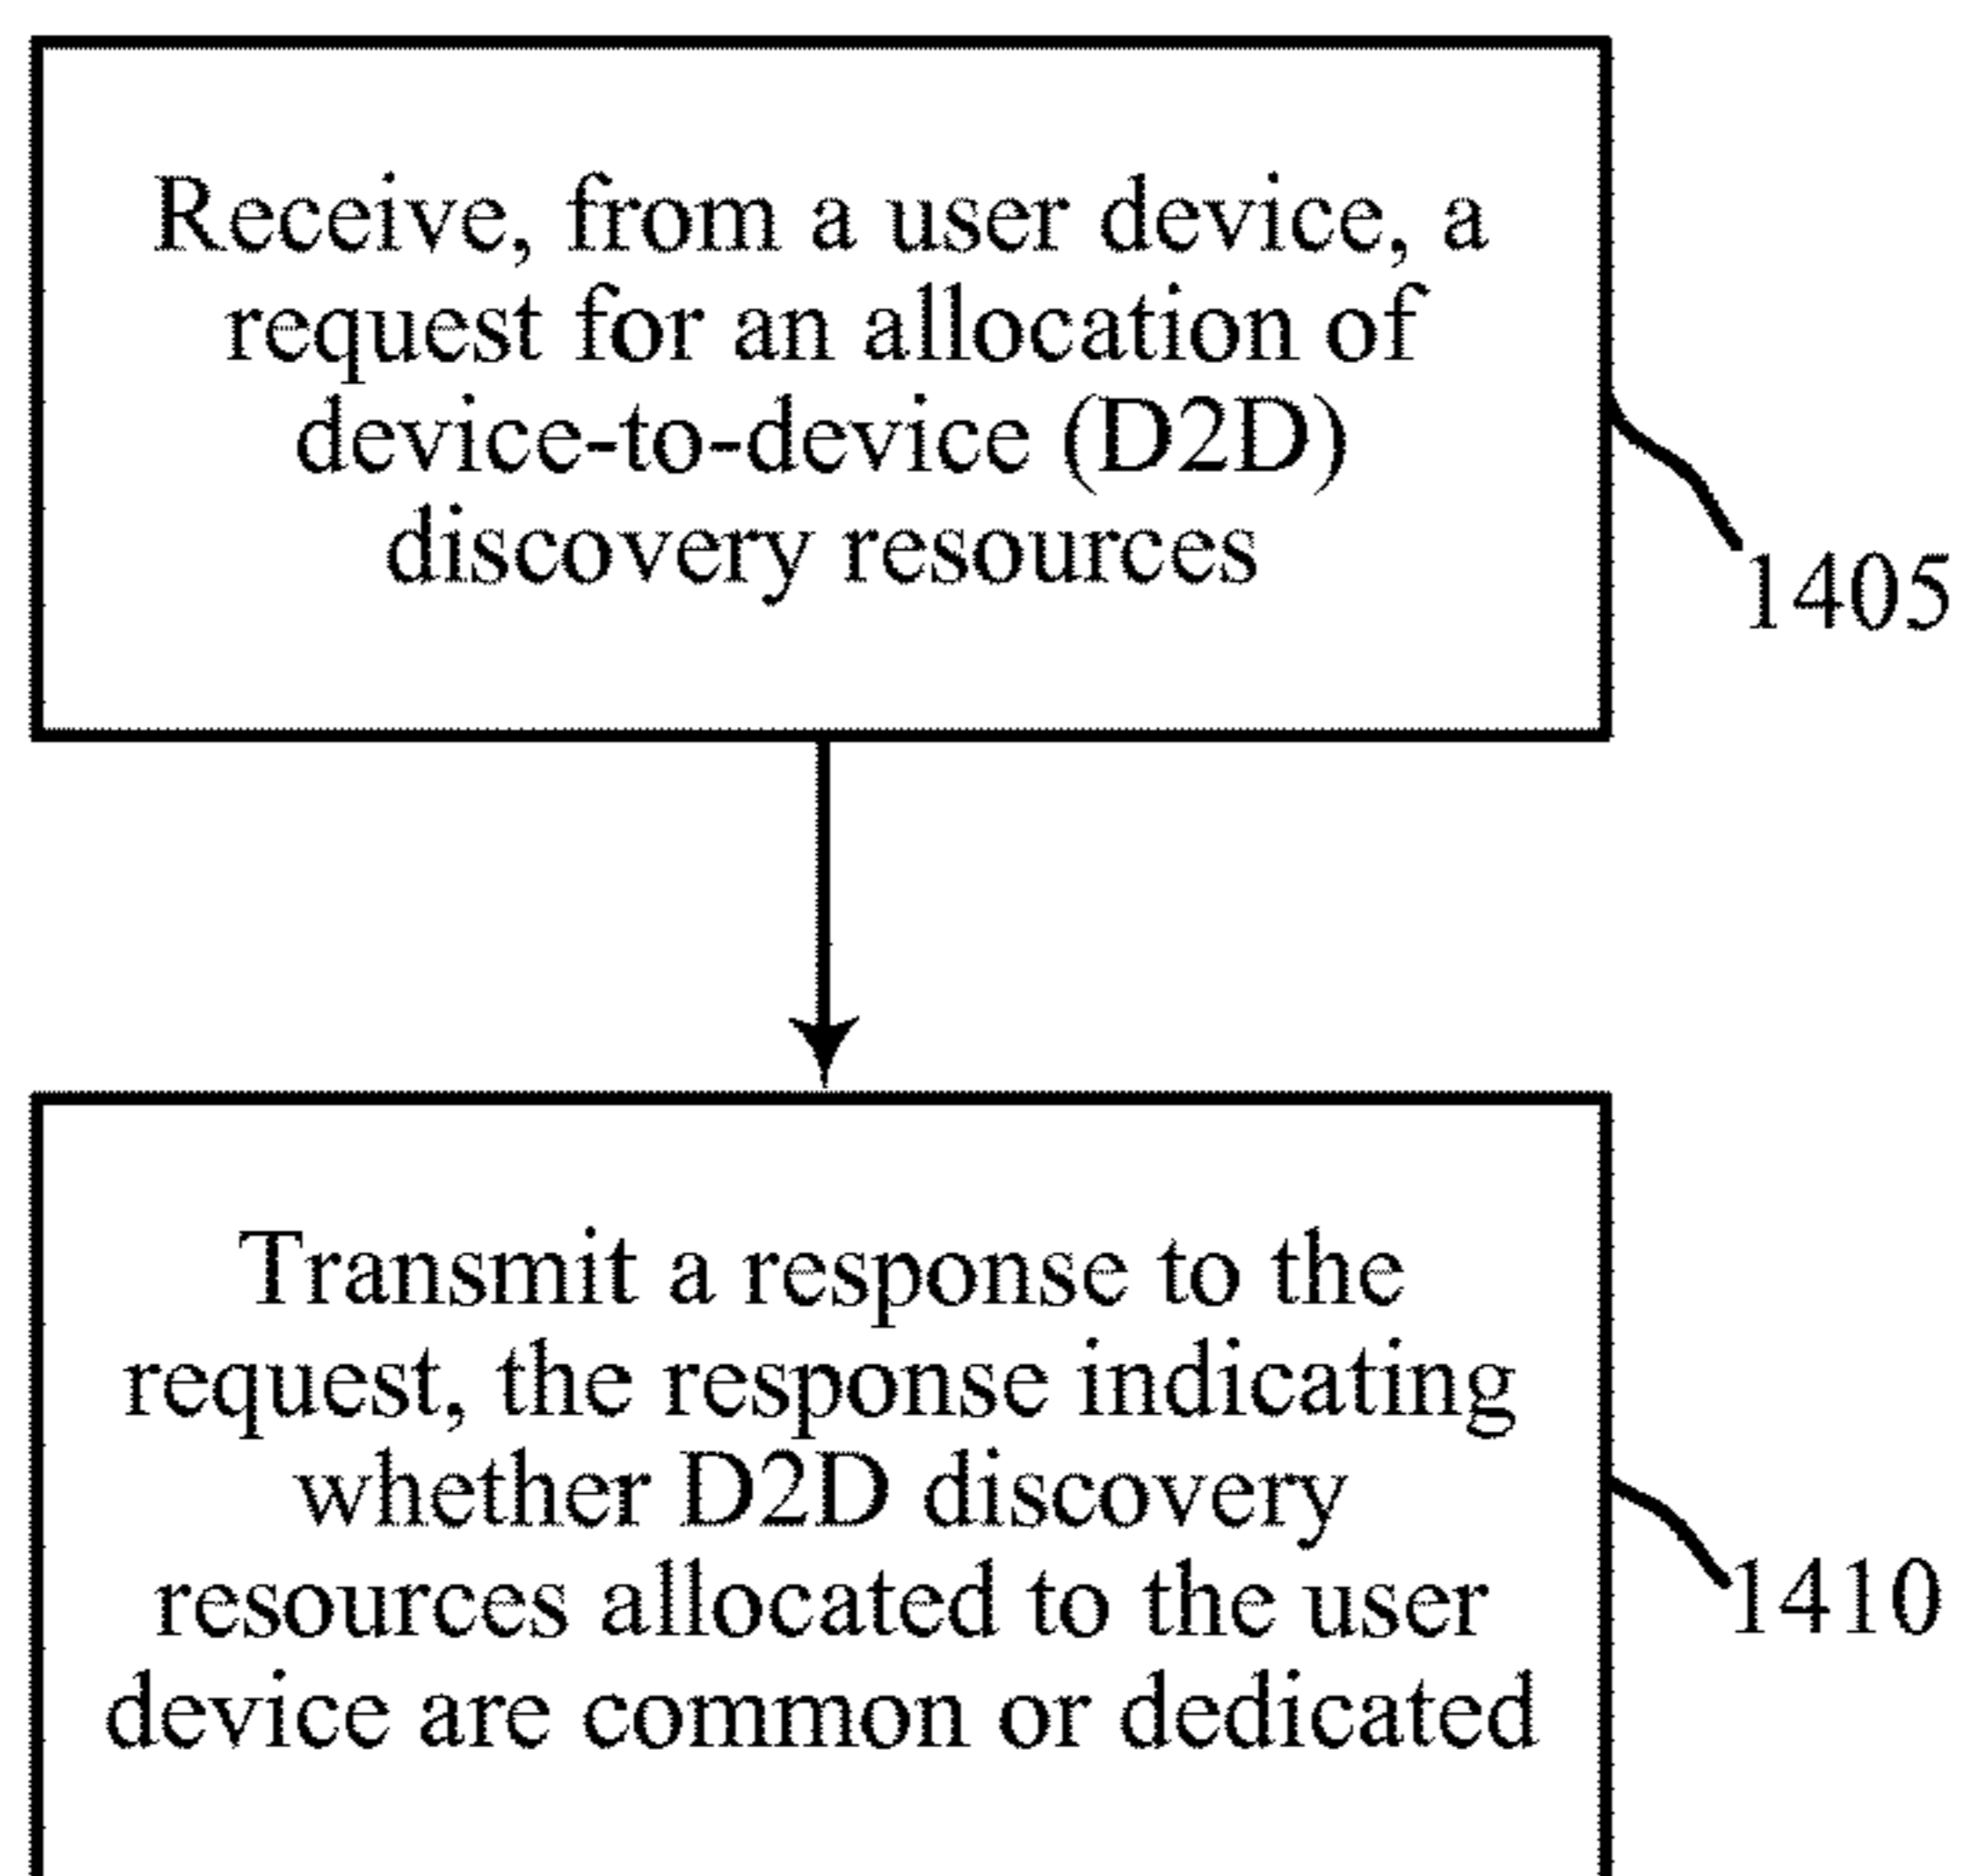 Receive, from a user device, a
request for an allocation of
device-to-device (D2D)
discovery resources
1405
Transmit a response to the
request, the response indicating
whether D2D discovery
resources allocated to the user
device are common or dedicated
1410